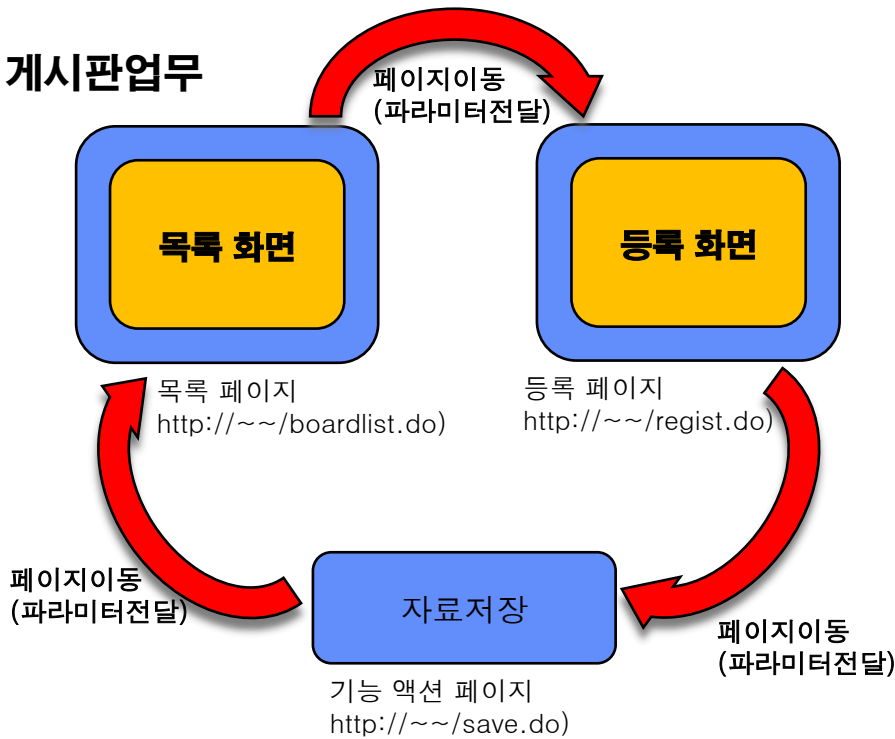 게시판업무
페이지이동
(파라미터전달)
목록 화면
등록 화면
목록 페이지
http://~~/boardlist.do)
등록 페이지
http://~~/regist.do)
페이지이동
(파라미터전달)
자료저장
페이지이동
(파라미터전달)
기능 액션 페이지
http://~~/save.do)